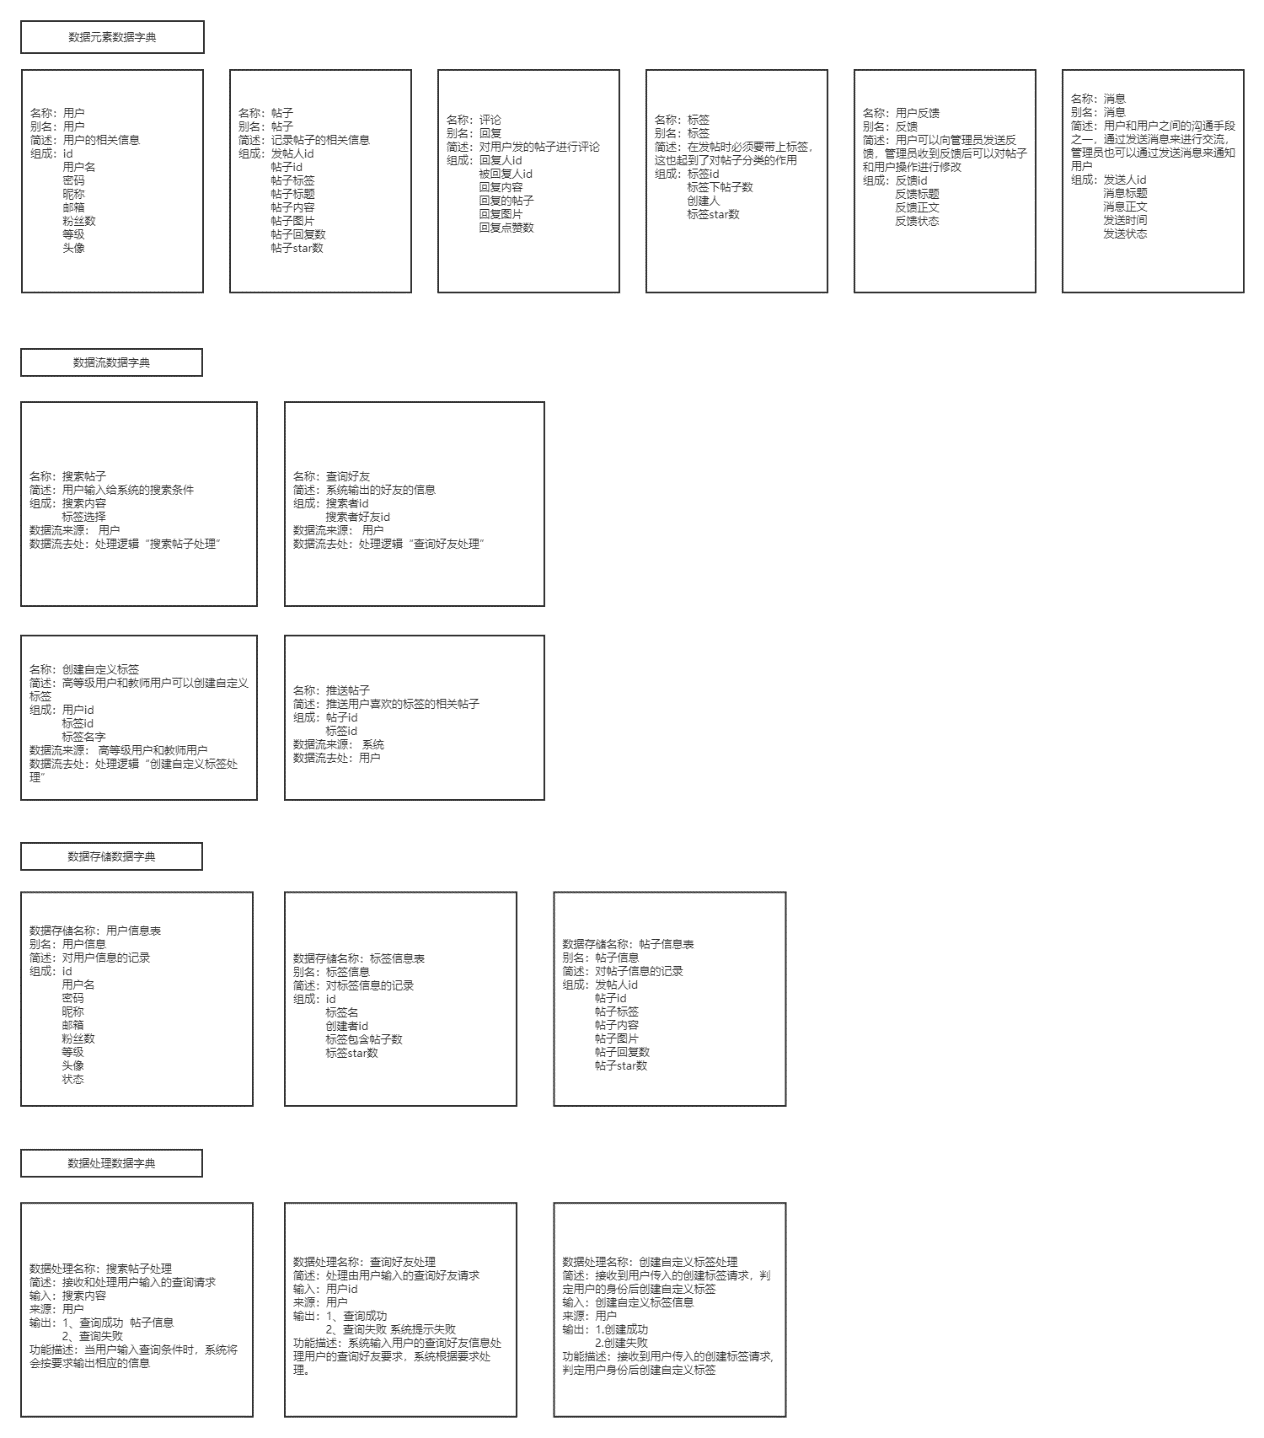 数据元素数据字典
名称：用户
别名：用户
简述：用户的相关信息
组成：id
用户名
密码
昵称
邮箱
粉丝数
等级
头像
名称：帖子
别名：帖子
简述：记录帖子的相关信息
组成：发帖人id
帖子id
帖子标签
帖子标题
帖子内容
帖子图片
帖子回复数
帖子star数
名称：评论
别名：回复
简述：对用户发的帖子进行评论
组成：回复人id
被回复人id
回复内容
回复的帖子
回复图片
回复点赞数
名称：标签
别名：标签
简述：在发帖时必须要带上标签，
这也起到了对帖子分类的作用
组成：标签id
标签下帖子数
创建人
标签star数
名称：用户反馈
别名：反馈
简述：用户可以向管理员发送反
馈，管理员收到反馈后可以对帖子
和用户操作进行修改
组成：反馈id
反馈标题
反馈正文
反馈状态
名称：消息
别名：消息
简述：用户和用户之间的沟通手段
之一，通过发送消息来进行交流，
管理员也可以通过发送消息来通知
用户
组成：发送人id
消息标题
消息正文
发送时间
发送状态
数据流数据字典
名称：搜索帖子
简述：用户输入给系统的搜索条件
组成：搜索内容
标签选择
数据流来源： 用户
数据流去处：处理逻辑“搜索帖子处理”
名称：查询好友
简述：系统输出的好友的信息
组成：搜索者id
搜索者好友id
数据流来源： 用户
数据流去处：处理逻辑“查询好友处理”
名称：创建自定义标签
简述：高等级用户和教师用户可以创建自定义
标签
组成：用户id
标签id
标签名字
数据流来源： 高等级用户和教师用户
数据流去处：处理逻辑“创建自定义标签处
理”
名称：推送帖子
简述：推送用户喜欢的标签的相关帖子
组成：帖子id
标签id
数据流来源： 系统
数据流去处：用户
数据存储数据字典
数据存储名称：用户信息表
别名：用户信息
简述：对用户信息的记录
组成：id
用户名
密码
昵称
邮箱
粉丝数
等级
头像
状态
数据存储名称：标签信息表
别名：标签信息
简述：对标签信息的记录
组成：id
标签名
创建者id
标签包含帖子数
标签star数
数据存储名称：帖子信息表
别名：帖子信息
简述：对帖子信息的记录
组成：发帖人id
帖子id
帖子标签
帖子内容
帖子图片
帖子回复数
帖子star数
数据处理数据字典
数据处理名称：搜索帖子处理
简述：接收和处理用户输入的查询请求
输入：搜索内容
来源：用户
输出：1、查询成功 帖子信息
2、查询失败
功能描述：当用户输入查询条件时，系统将
会按要求输出相应的信息
数据处理名称：查询好友处理
简述：处理由用户输入的查询好友请求
输入：用户id
来源：用户
输出：1、查询成功
2、查询失败 系统提示失败
功能描述：系统输入用户的查询好友信息处
理用户的查询好友要求，系统根据要求处
理。
数据处理名称：创建自定义标签处理
简述：接收到用户传入的创建标签请求，判
定用户的身份后创建自定义标签
输入：创建自定义标签信息
来源：用户
输出：1.创建成功
2.创建失败
功能描述：接收到用户传入的创建标签请求,
判定用户身份后创建自定义标签